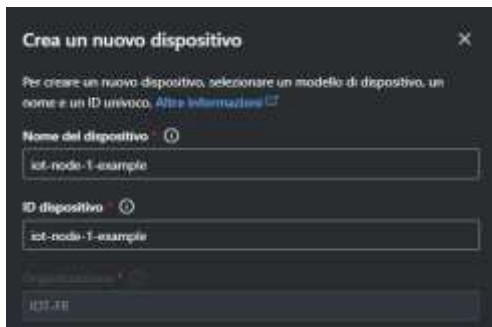 Crea un nuovo dispositivo
Per creare un nuovo dispositivo, selezionare un modello di dispositivo, un
nome e un ID univoco. Altre informazioni
Nome del dispositivo *
iot-node-1-example
ID dispositivo *
iot-node-1-example
Organizzazione *
IOT-FR